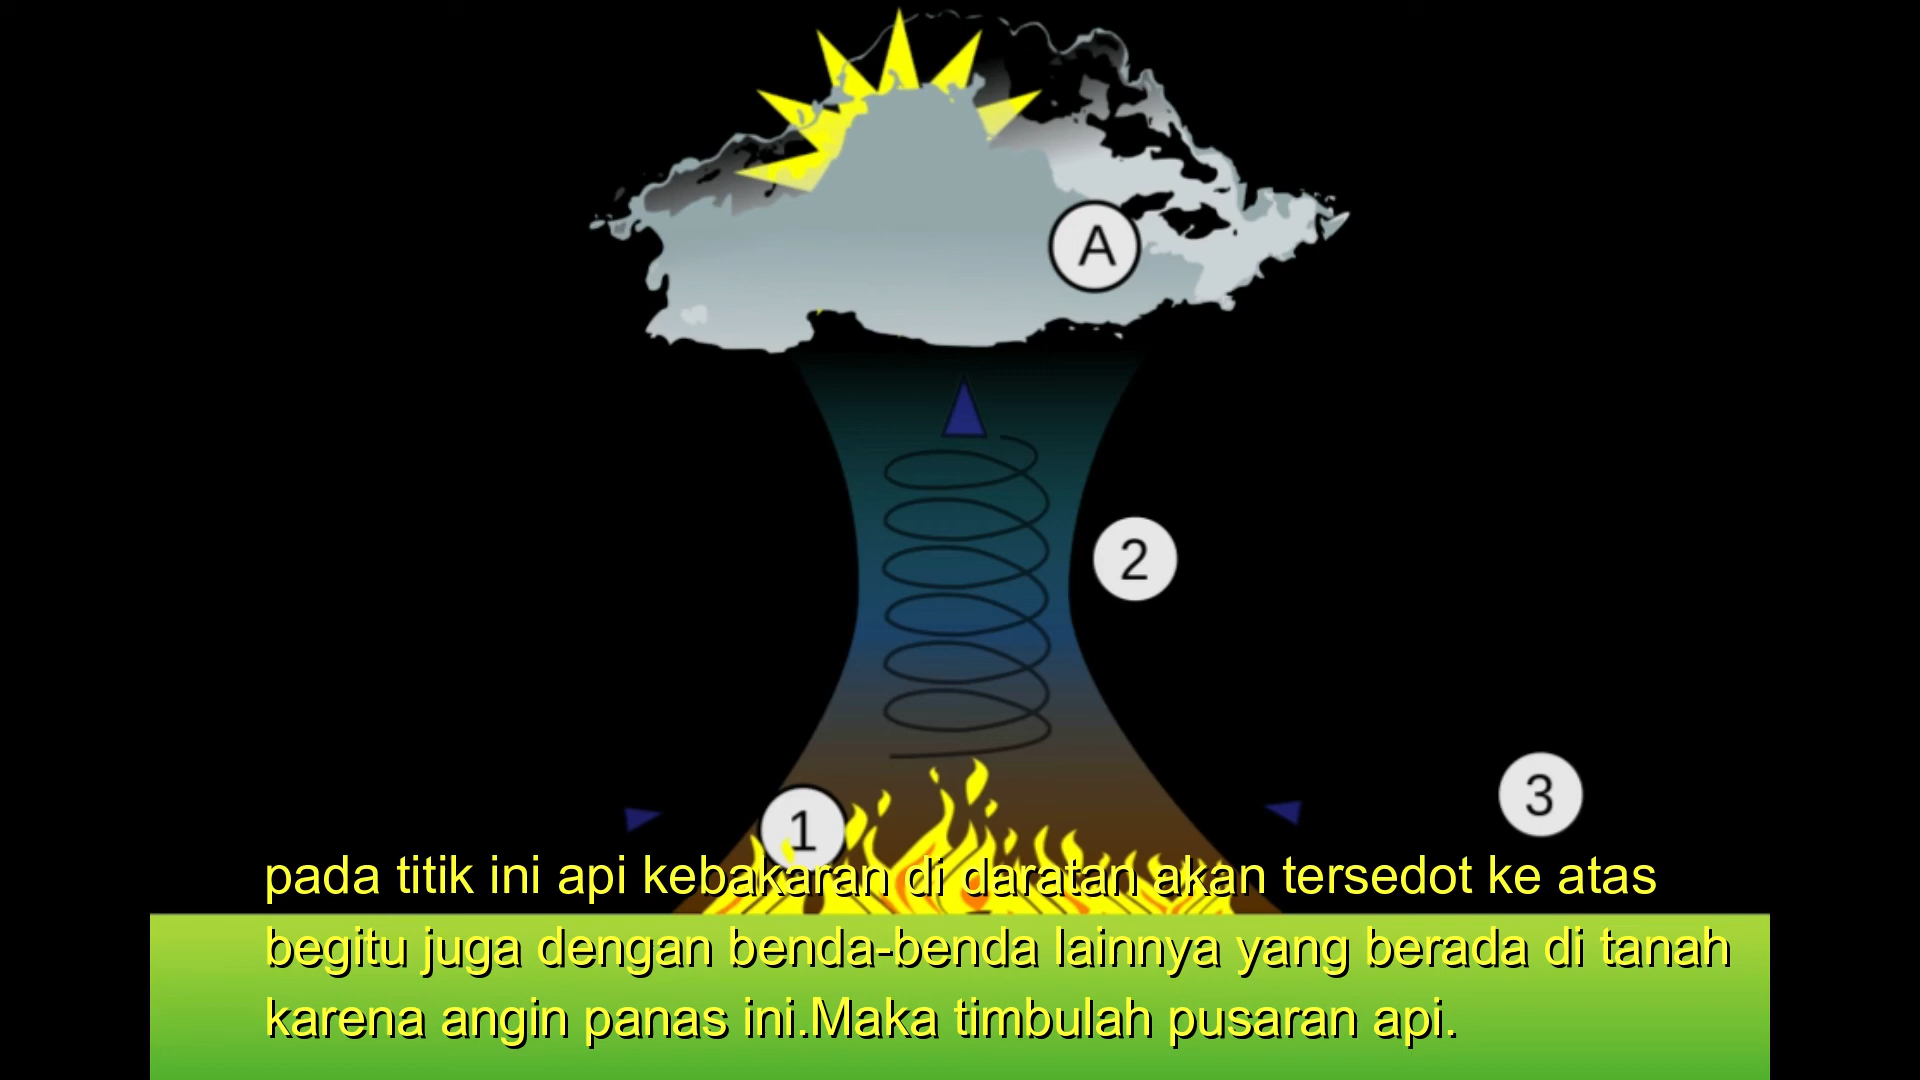 A
2
3
1
pada titik ini api kebakaran di daratan akan tersedot ke atas
begitu juga dengan benda-benda lainnya yang berada di tanah
karena angin panas ini.Maka timbulah pusaran api.